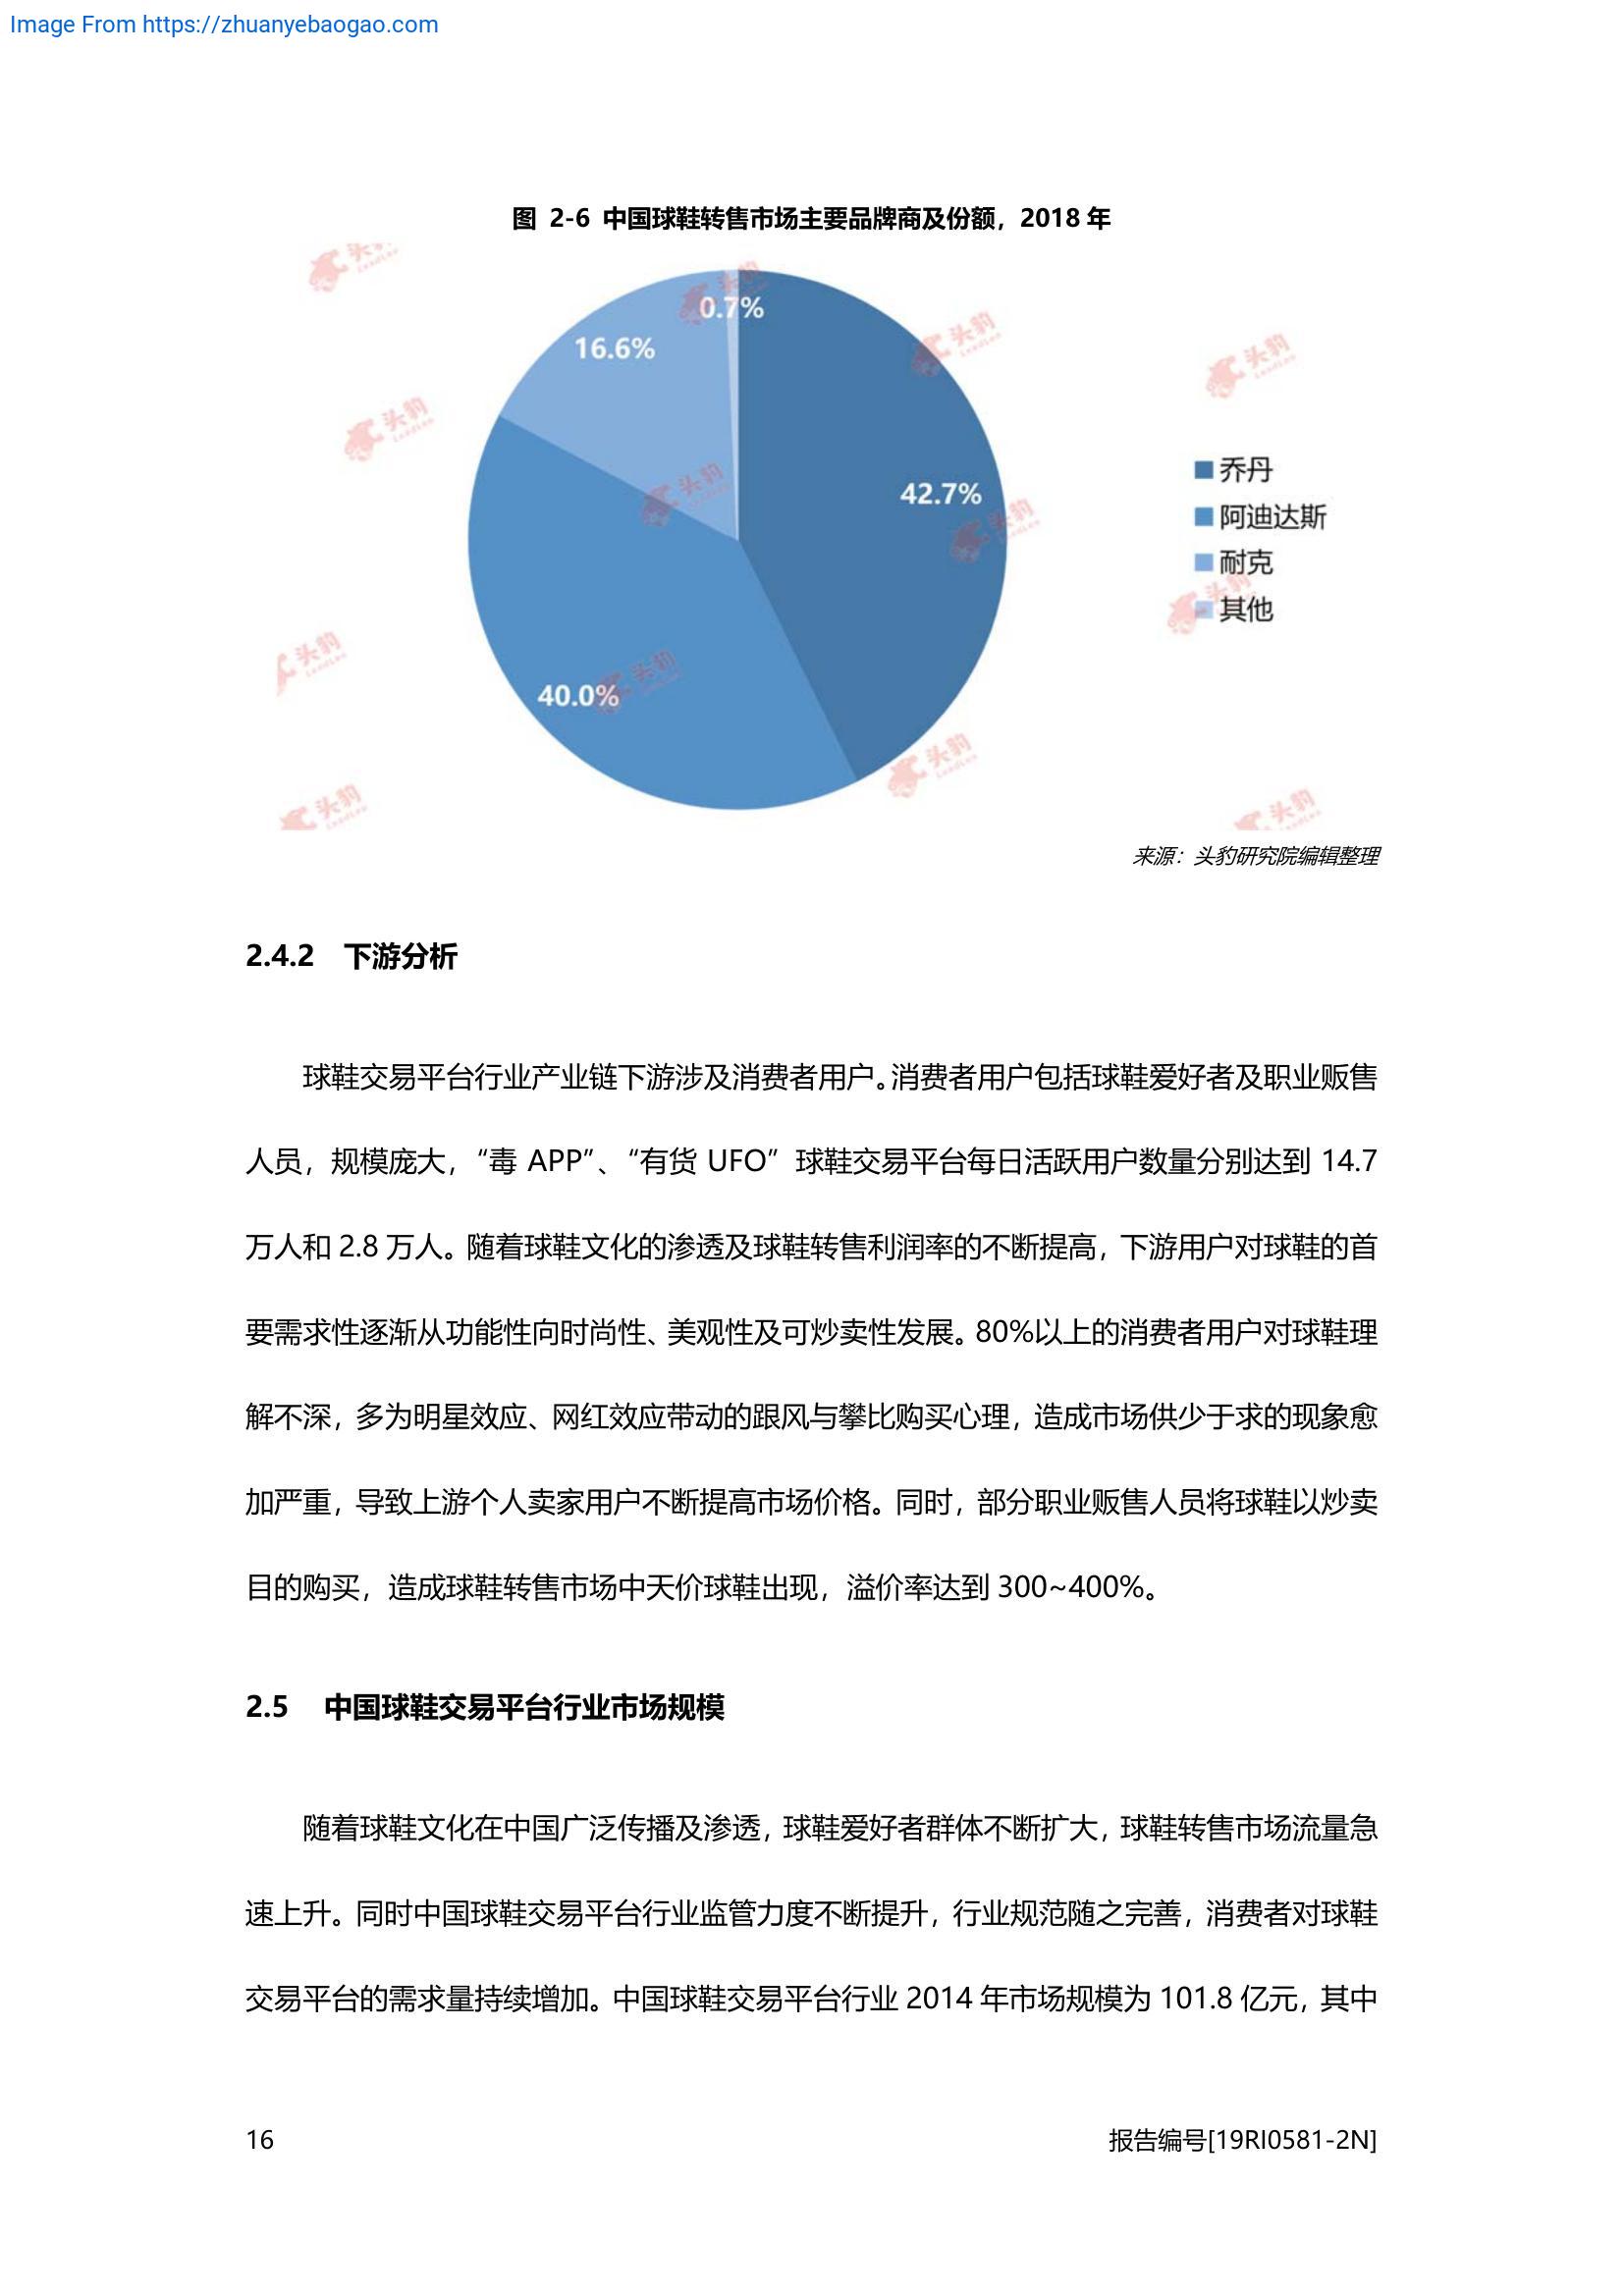 Image From https://zhuanyebaogao.com
图 2-6 中国球鞋转售市场主要品牌商及份额，2018 年
0.7%
16.6%
42.7%
40.0%
乔丹
阿迪达斯
耐克
其他
头豹
LeadLeo
来源：头豹研究院编辑整理
2.4.2 下游分析
球鞋交易平台行业产业链下游涉及消费者用户。消费者用户包括球鞋爱好者及职业贩售
人员，规模庞大，“毒 APP”、“有货 UFO”球鞋交易平台每日活跃用户数量分别达到 14.7
万人和 2.8 万人。随着球鞋文化的渗透及球鞋转售利润率的不断提高，下游用户对球鞋的首
要需求性逐渐从功能性向时尚性、美观性及可炒卖性发展。80%以上的消费者用户对球鞋理
解不深，多为明星效应、网红效应带动的跟风与攀比购买心理，造成市场供少于求的现象愈
加严重，导致上游个人卖家用户不断提高市场价格。同时，部分职业贩售人员将球鞋以炒卖
目的购买，造成球鞋转售市场中天价球鞋出现，溢价率达到 300~400%。
2.5 中国球鞋交易平台行业市场规模
随着球鞋文化在中国广泛传播及渗透，球鞋爱好者群体不断扩大，球鞋转售市场流量急
速上升。同时中国球鞋交易平台行业监管力度不断提升，行业规范随之完善，消费者对球鞋
交易平台的需求量持续增加。中国球鞋交易平台行业 2014 年市场规模为 101.8 亿元，其中
16
报告编号[19RI0581-2N]